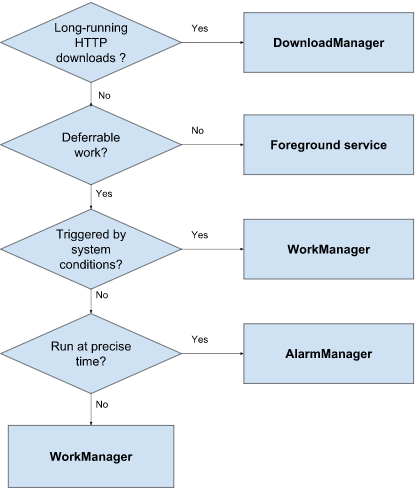 Long-running
HTTP
downloads ?
Yes
DownloadManager
No
Deferrable
work?
No
Foreground service
Yes
Triggered by
system
conditions?
Yes
WorkManager
No
Run at precise
time?
Yes
AlarmManager
No
WorkManager